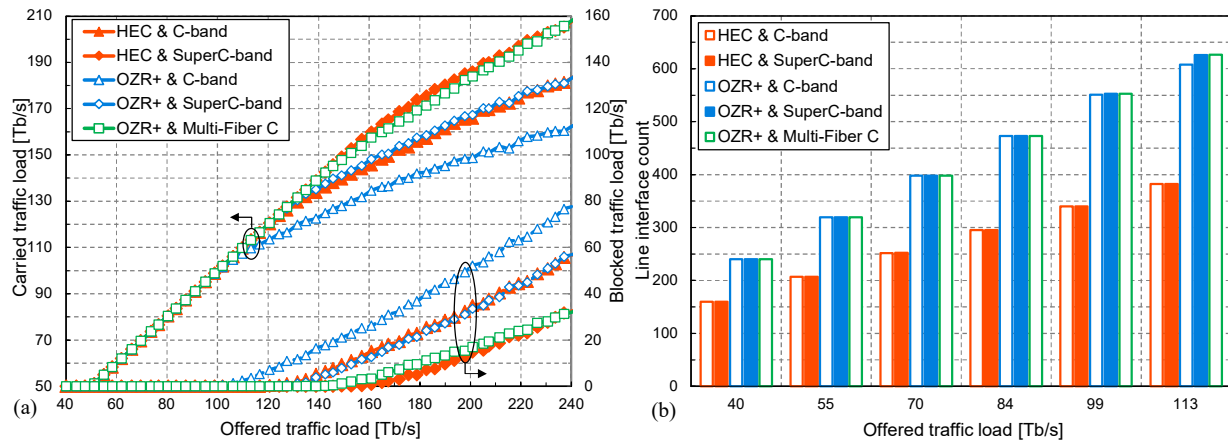 210
190
170
150
130
110
90
70
50
Carried traffic load [Tb/s]
HEC & C-band
HEC & SuperC-band
OZR+ & C-band
OZR+ & SuperC-band
OZR+ & Multi-Fiber C
160
140
120
100
80
60
40
20
0
Blocked traffic load [Tb/s]
40 60 80 100 120 140 160 180 200 220 240
Offered traffic load [Tb/s]
(a)
700
600
500
400
300
200
100
0
Line interface count
HEC & C-band
HEC & SuperC-band
OZR+ & C-band
OZR+ & SuperC-band
OZR+ & Multi-Fiber C
40 55 70 84 99 113
Offered traffic load [Tb/s]
(b)